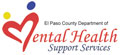 El Paso County Department of
Mental Health
Support Services